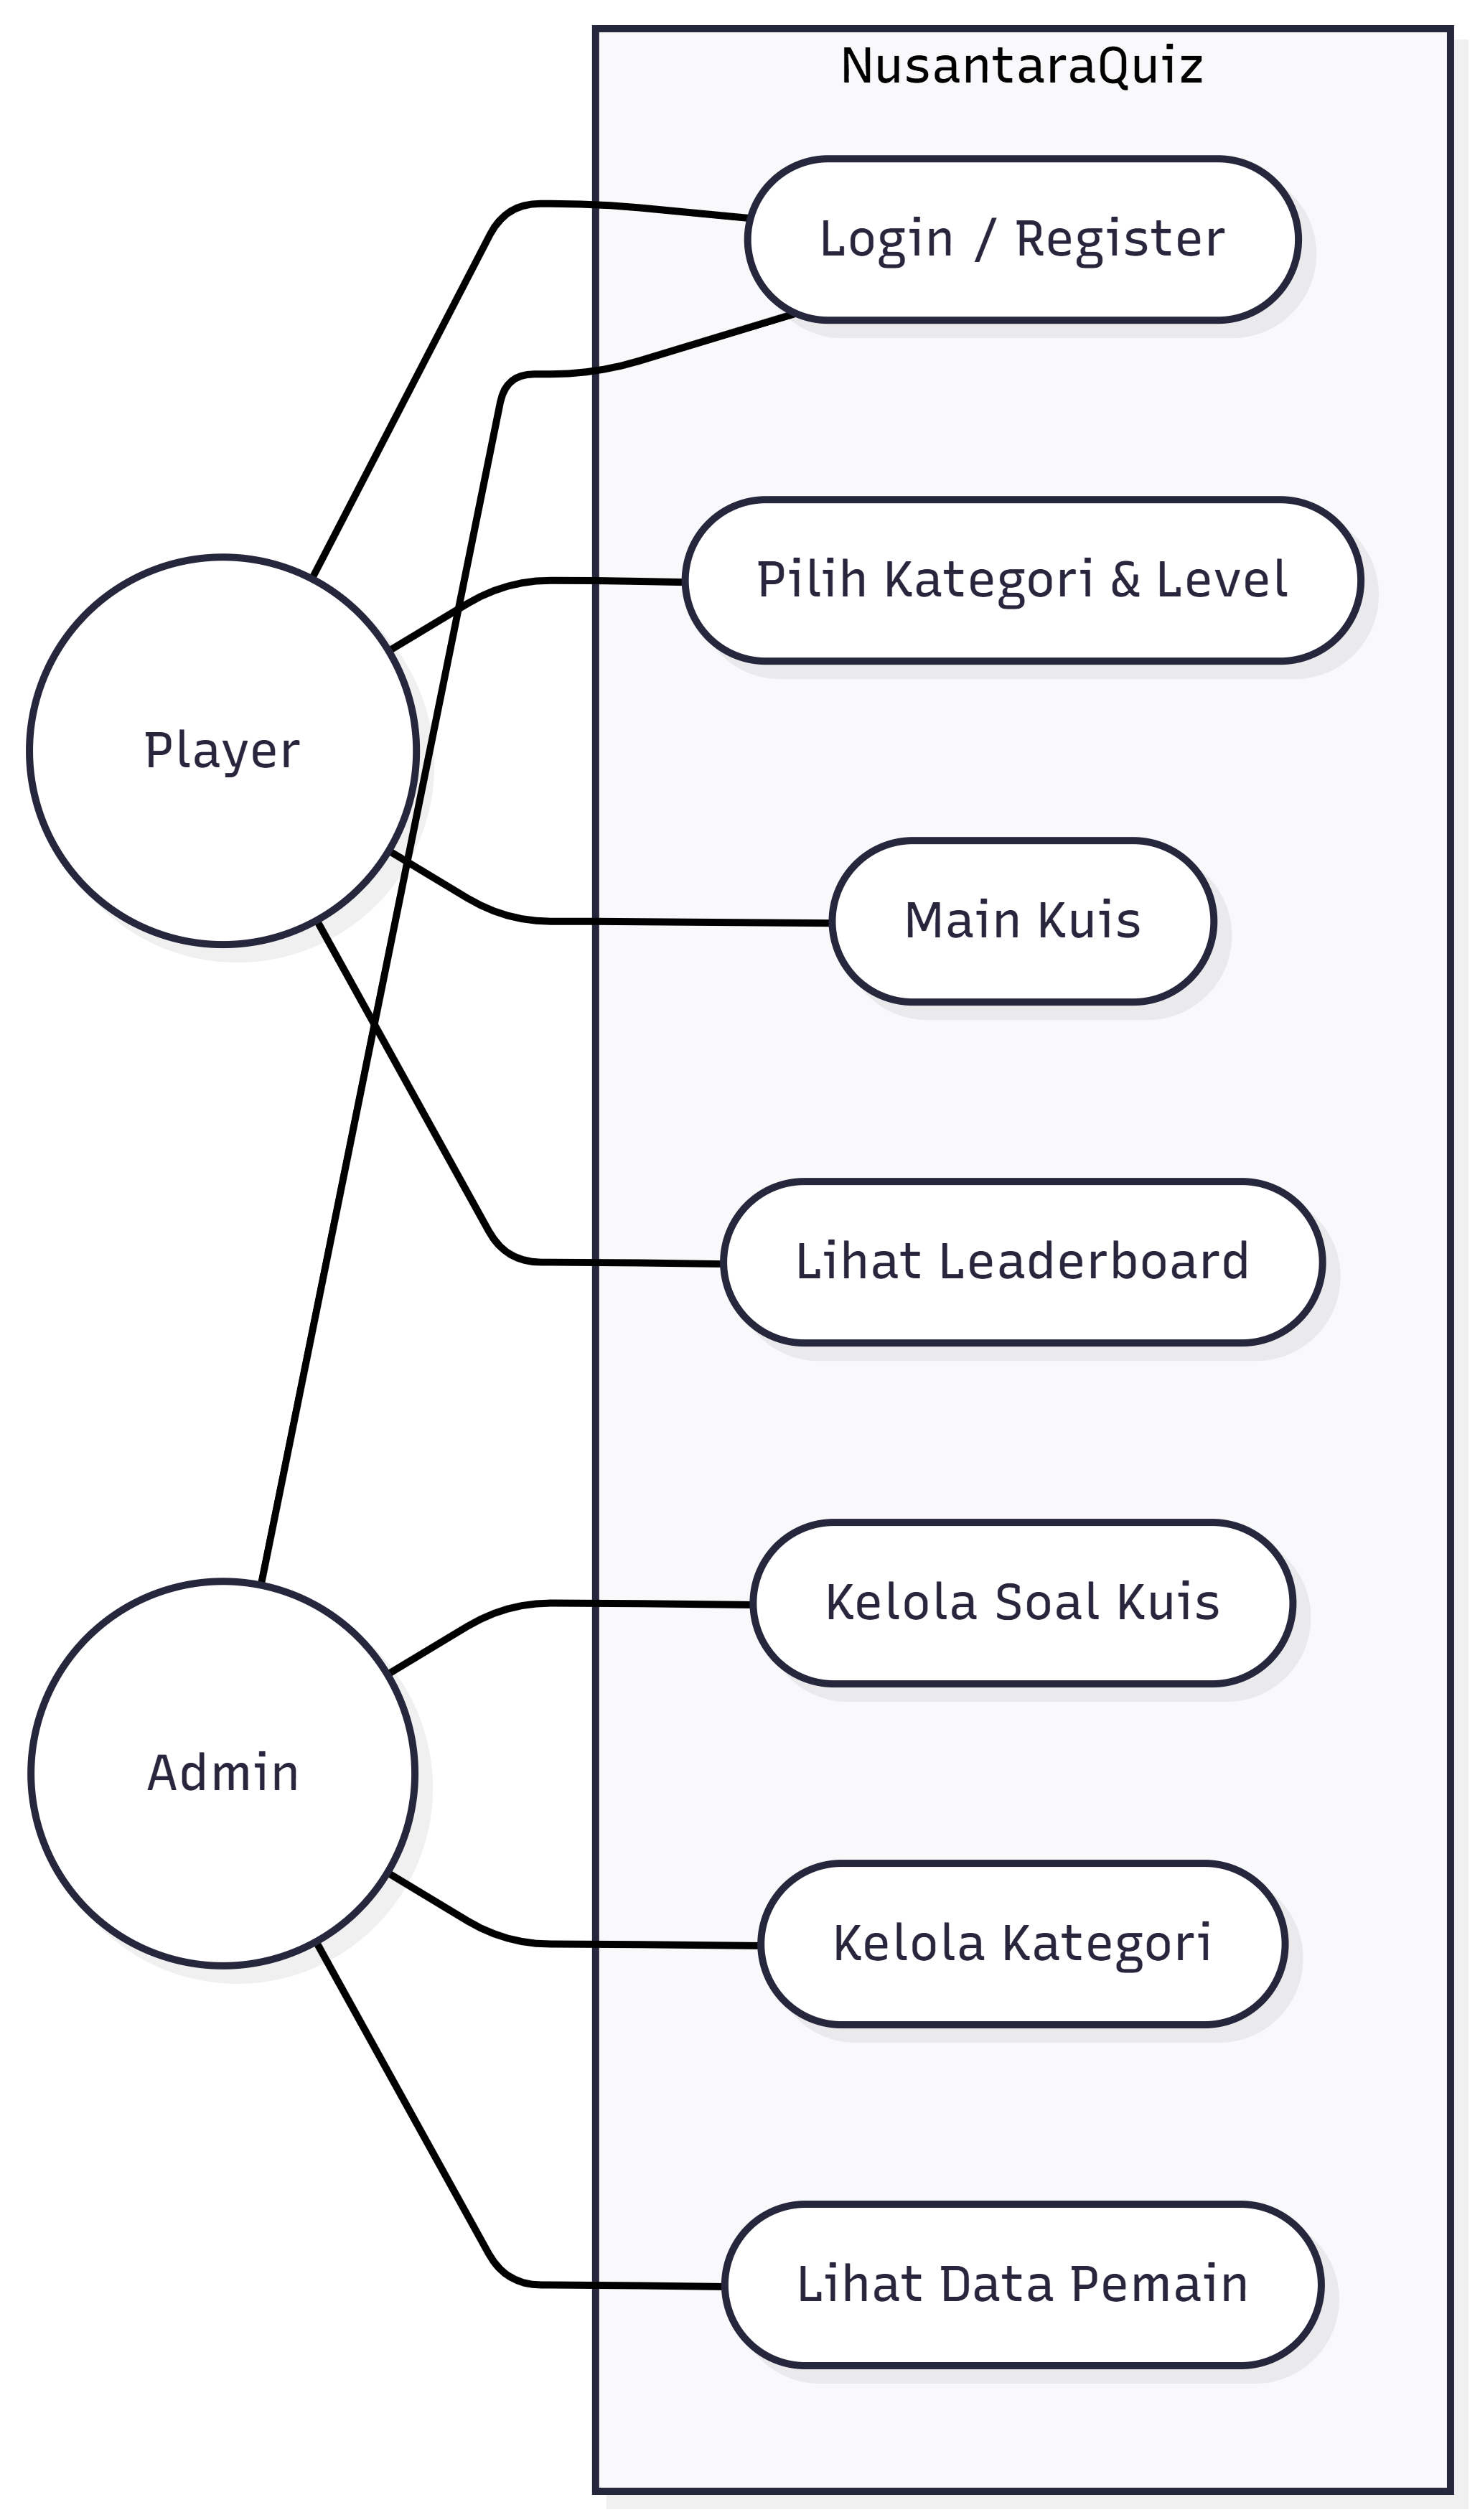 NusantaraQuiz
Login / Register
Pilih Kategori & Level
Player
Main Kuis
Lihat Leaderboard
Kelola Soal Kuis
Admin
Kelola Kategori
Lihat Data Pemain